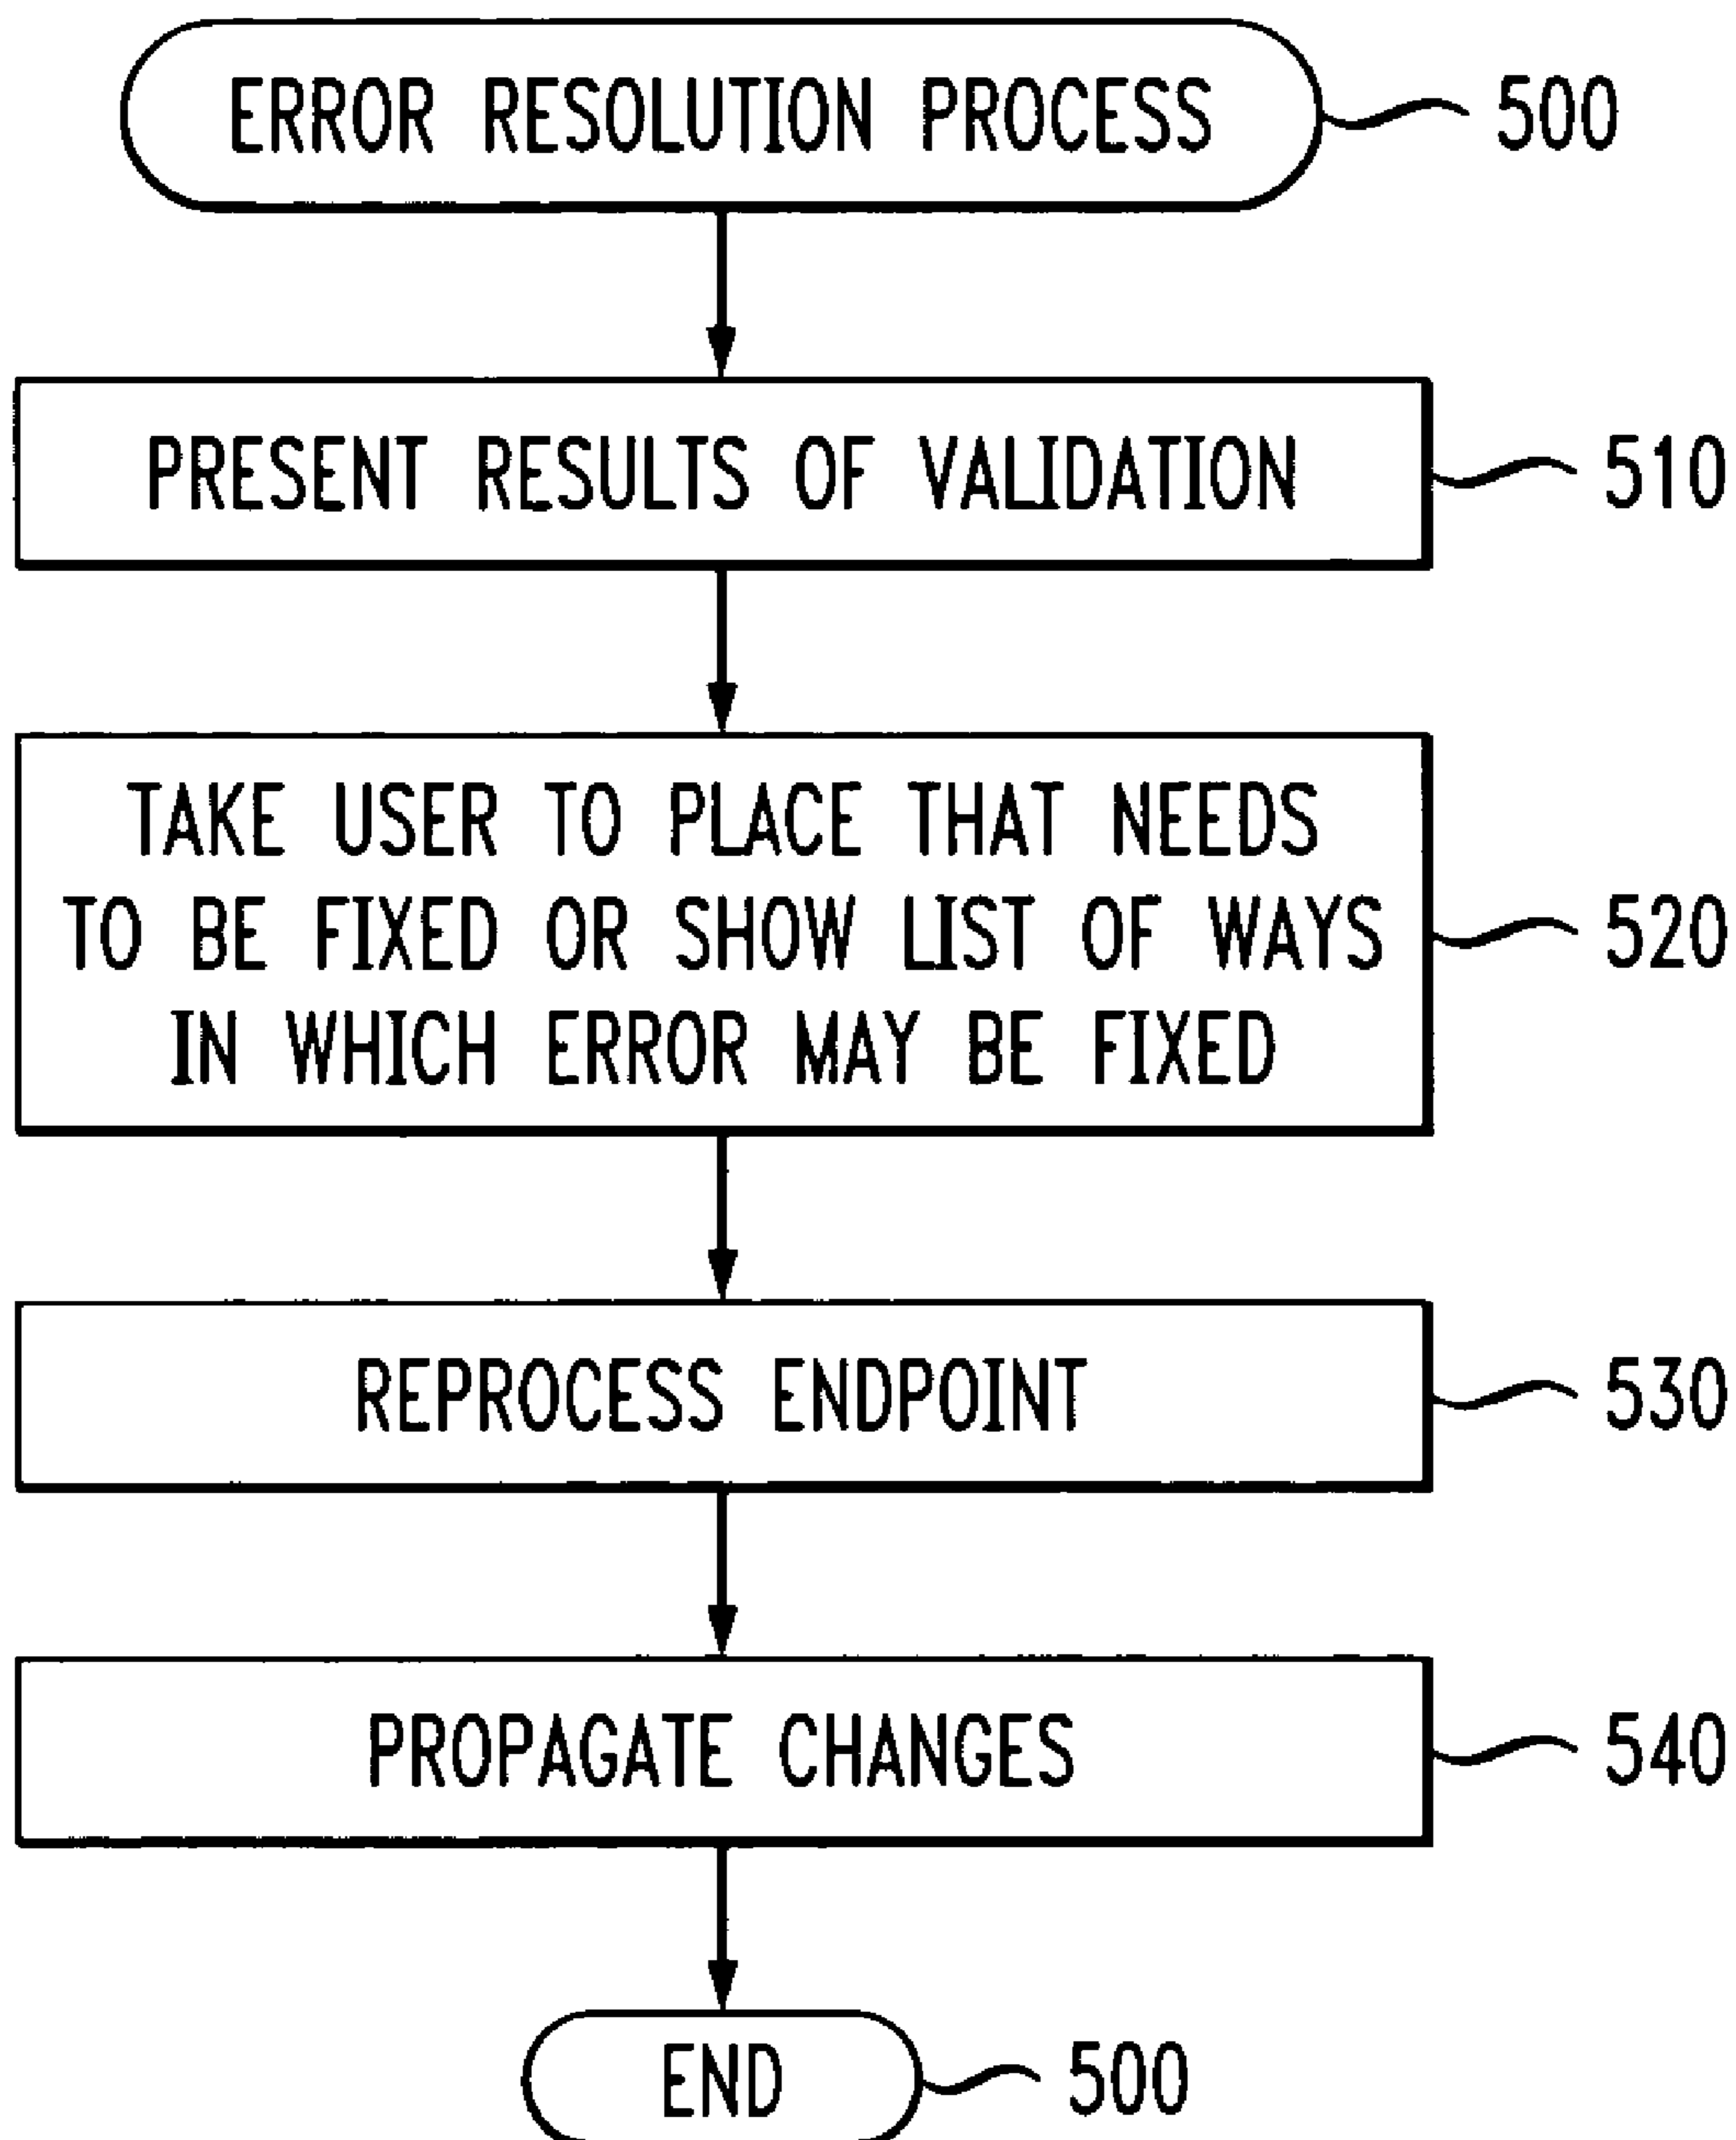 ERROR RESOLUTION PROCESS
500
PRESENT RESULTS OF VALIDATION
510
TAKE USER TO PLACE THAT NEEDS
TO BE FIXED OR SHOW LIST OF WAYS
IN WHICH ERROR MAY BE FIXED
520
REPROCESS ENDPOINT
530
PROPAGATE CHANGES
540
END
500